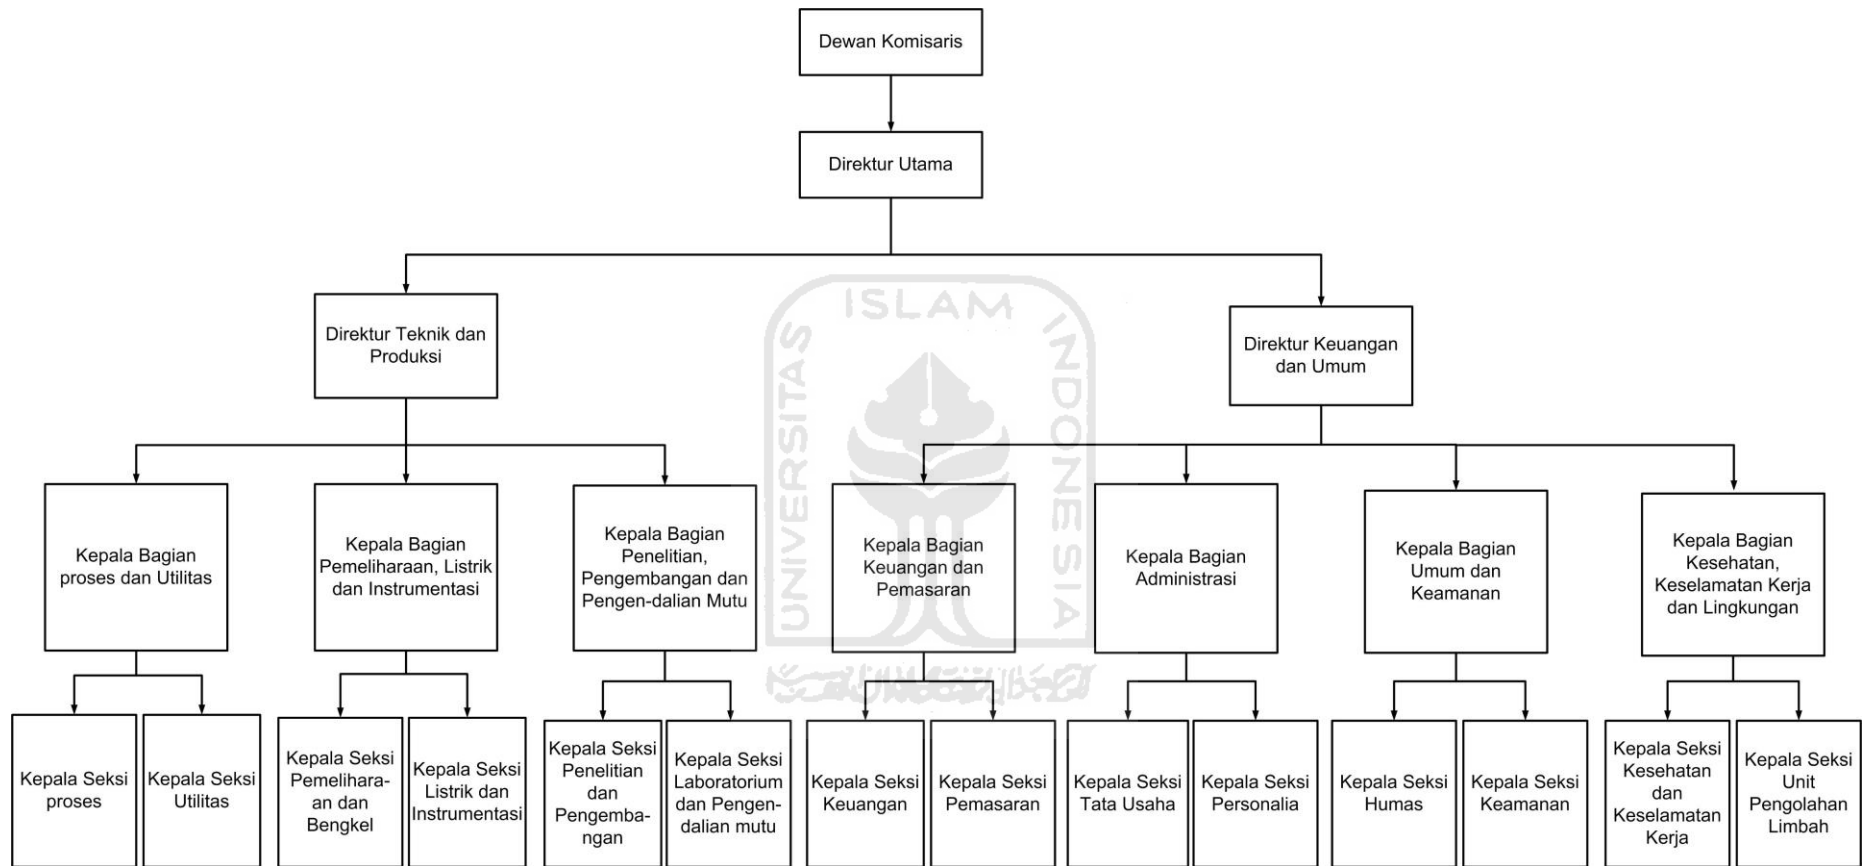 Dewan Komisaris
Direktur Utama
Direktur Teknik dan
Produksi
Direktur Keuangan
dan Umum
Kepala Bagian
proses dan Utilitas
Kepala Bagian
Pemeliharaan, Listrik
dan Instrumentasi
Kepala Bagian
Penelitian,
Pengembangan dan
Pengen-dalian Mutu
Kepala Bagian
Keuangan dan
Pemasaran
Kepala Bagian
Administrasi
Kepala Bagian
Umum dan
Keamanan
Kepala Bagian
Kesehatan,
Keselamatan Kerja
dan Lingkungan
Kepala Seksi
proses
Kepala Seksi
Utilitas
Kepala Seksi
Pemelihara-
an dan
Bengkel
Kepala Seksi
Listrik dan
Instrumentasi
Kepala Seksi
Penelitian
dan
Pengemba-
ngan
Kepala Seksi
Laboratorium
dan Pengen-
dalian mutu
Kepala Seksi
Keuangan
Kepala Seksi
Pemasaran
Kepala Seksi
Tata Usaha
Kepala Seksi
Personalia
Kepala Seksi
Humas
Kepala Seksi
Keamanan
Kepala Seksi
Kesehatan
dan
Keselamatan
Kerja
Kepala Seksi
Unit
Pengolahan
Limbah
UNIVERSITAS
ISLAM
INDONESIA